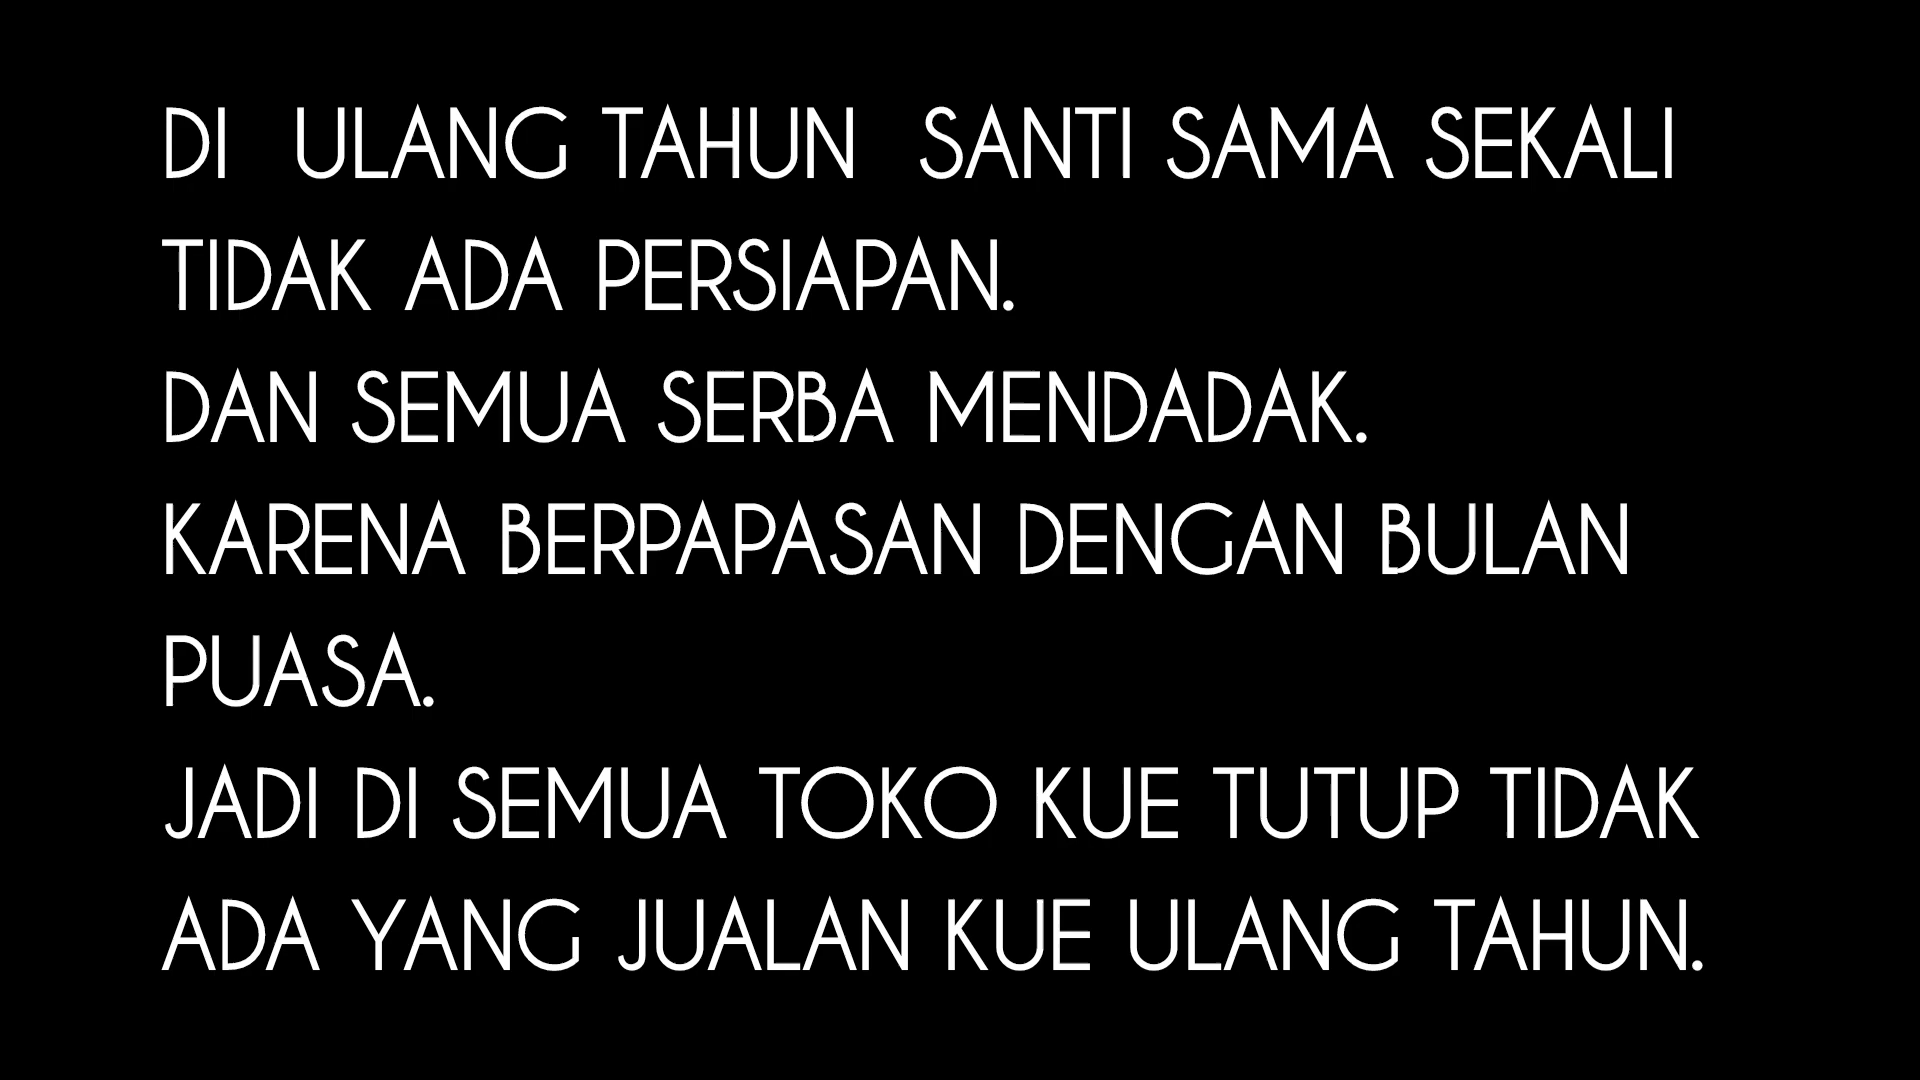 DI  ULANG TAHUN  SANTI SAMA SEKALI
TIDAK ADA PERSIAPAN.
DAN SEMUA SERBA MENDADAK.
KARENA BERPAPASAN DENGAN BULAN
PUASA.
JADI DI SEMUA TOKO KUE TUTUP TIDAK
ADA YANG JUALAN KUE ULANG TAHUN.